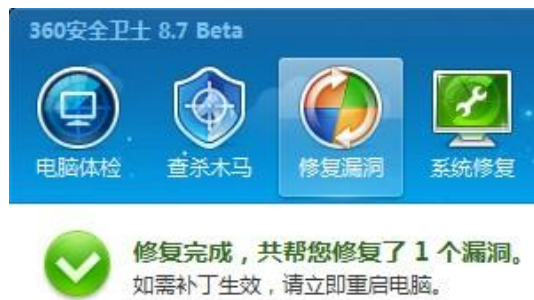 360安全卫士 8.7 Beta
电脑体检 查杀木马 修复漏洞 系统修复
修复完成，共帮您修复了 1 个漏洞。
如需补丁生效，请立即重启电脑。